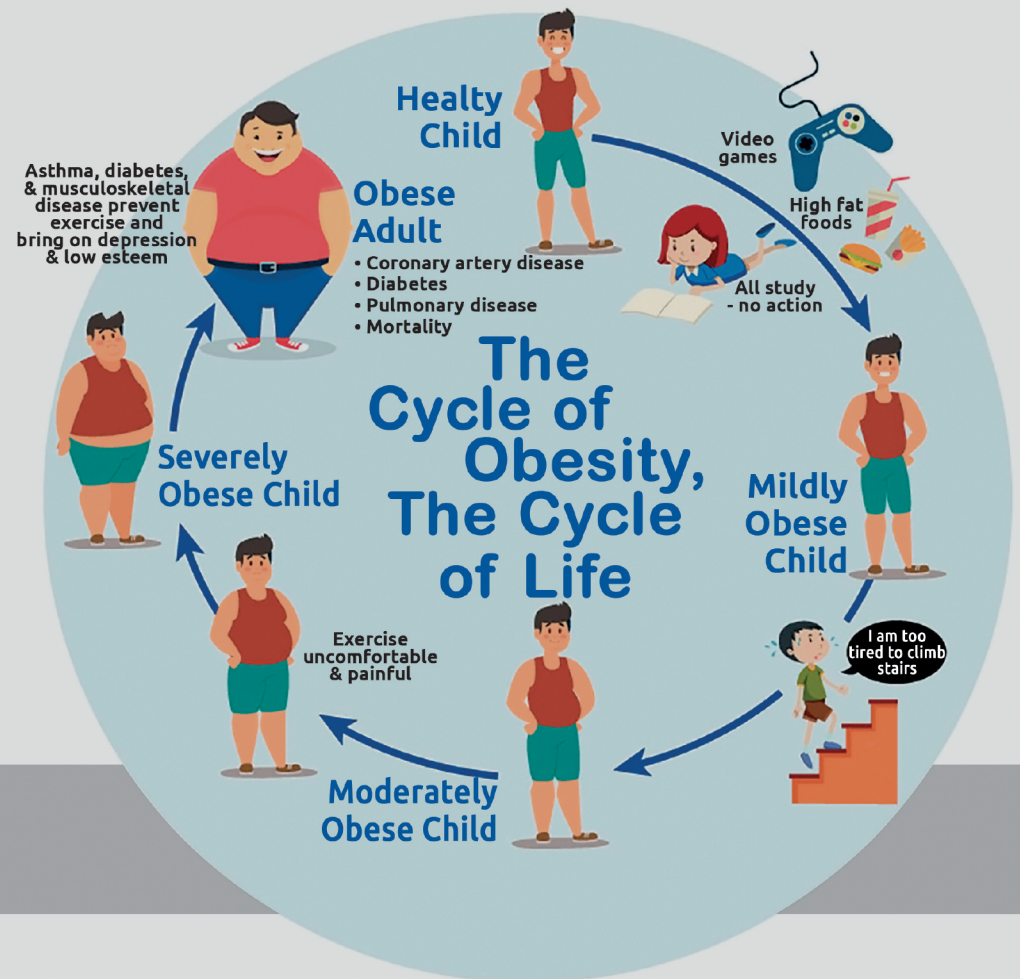 Healty
Child
Video
games
High fat
foods
All study
- no action
Mildly
Obese
Child
I am too
tired to climb
stairs
Moderately
Obese Child
Exercise
uncomfortable
& painful
Severely
Obese Child
Asthma, diabetes,
& musculoskeletal
disease prevent
exercise and
bring on depression
& low esteem
Obese
Adult
• Coronary artery disease
• Diabetes
• Pulmonary disease
• Mortality
The
Cycle of
Obesity,
The Cycle
of Life